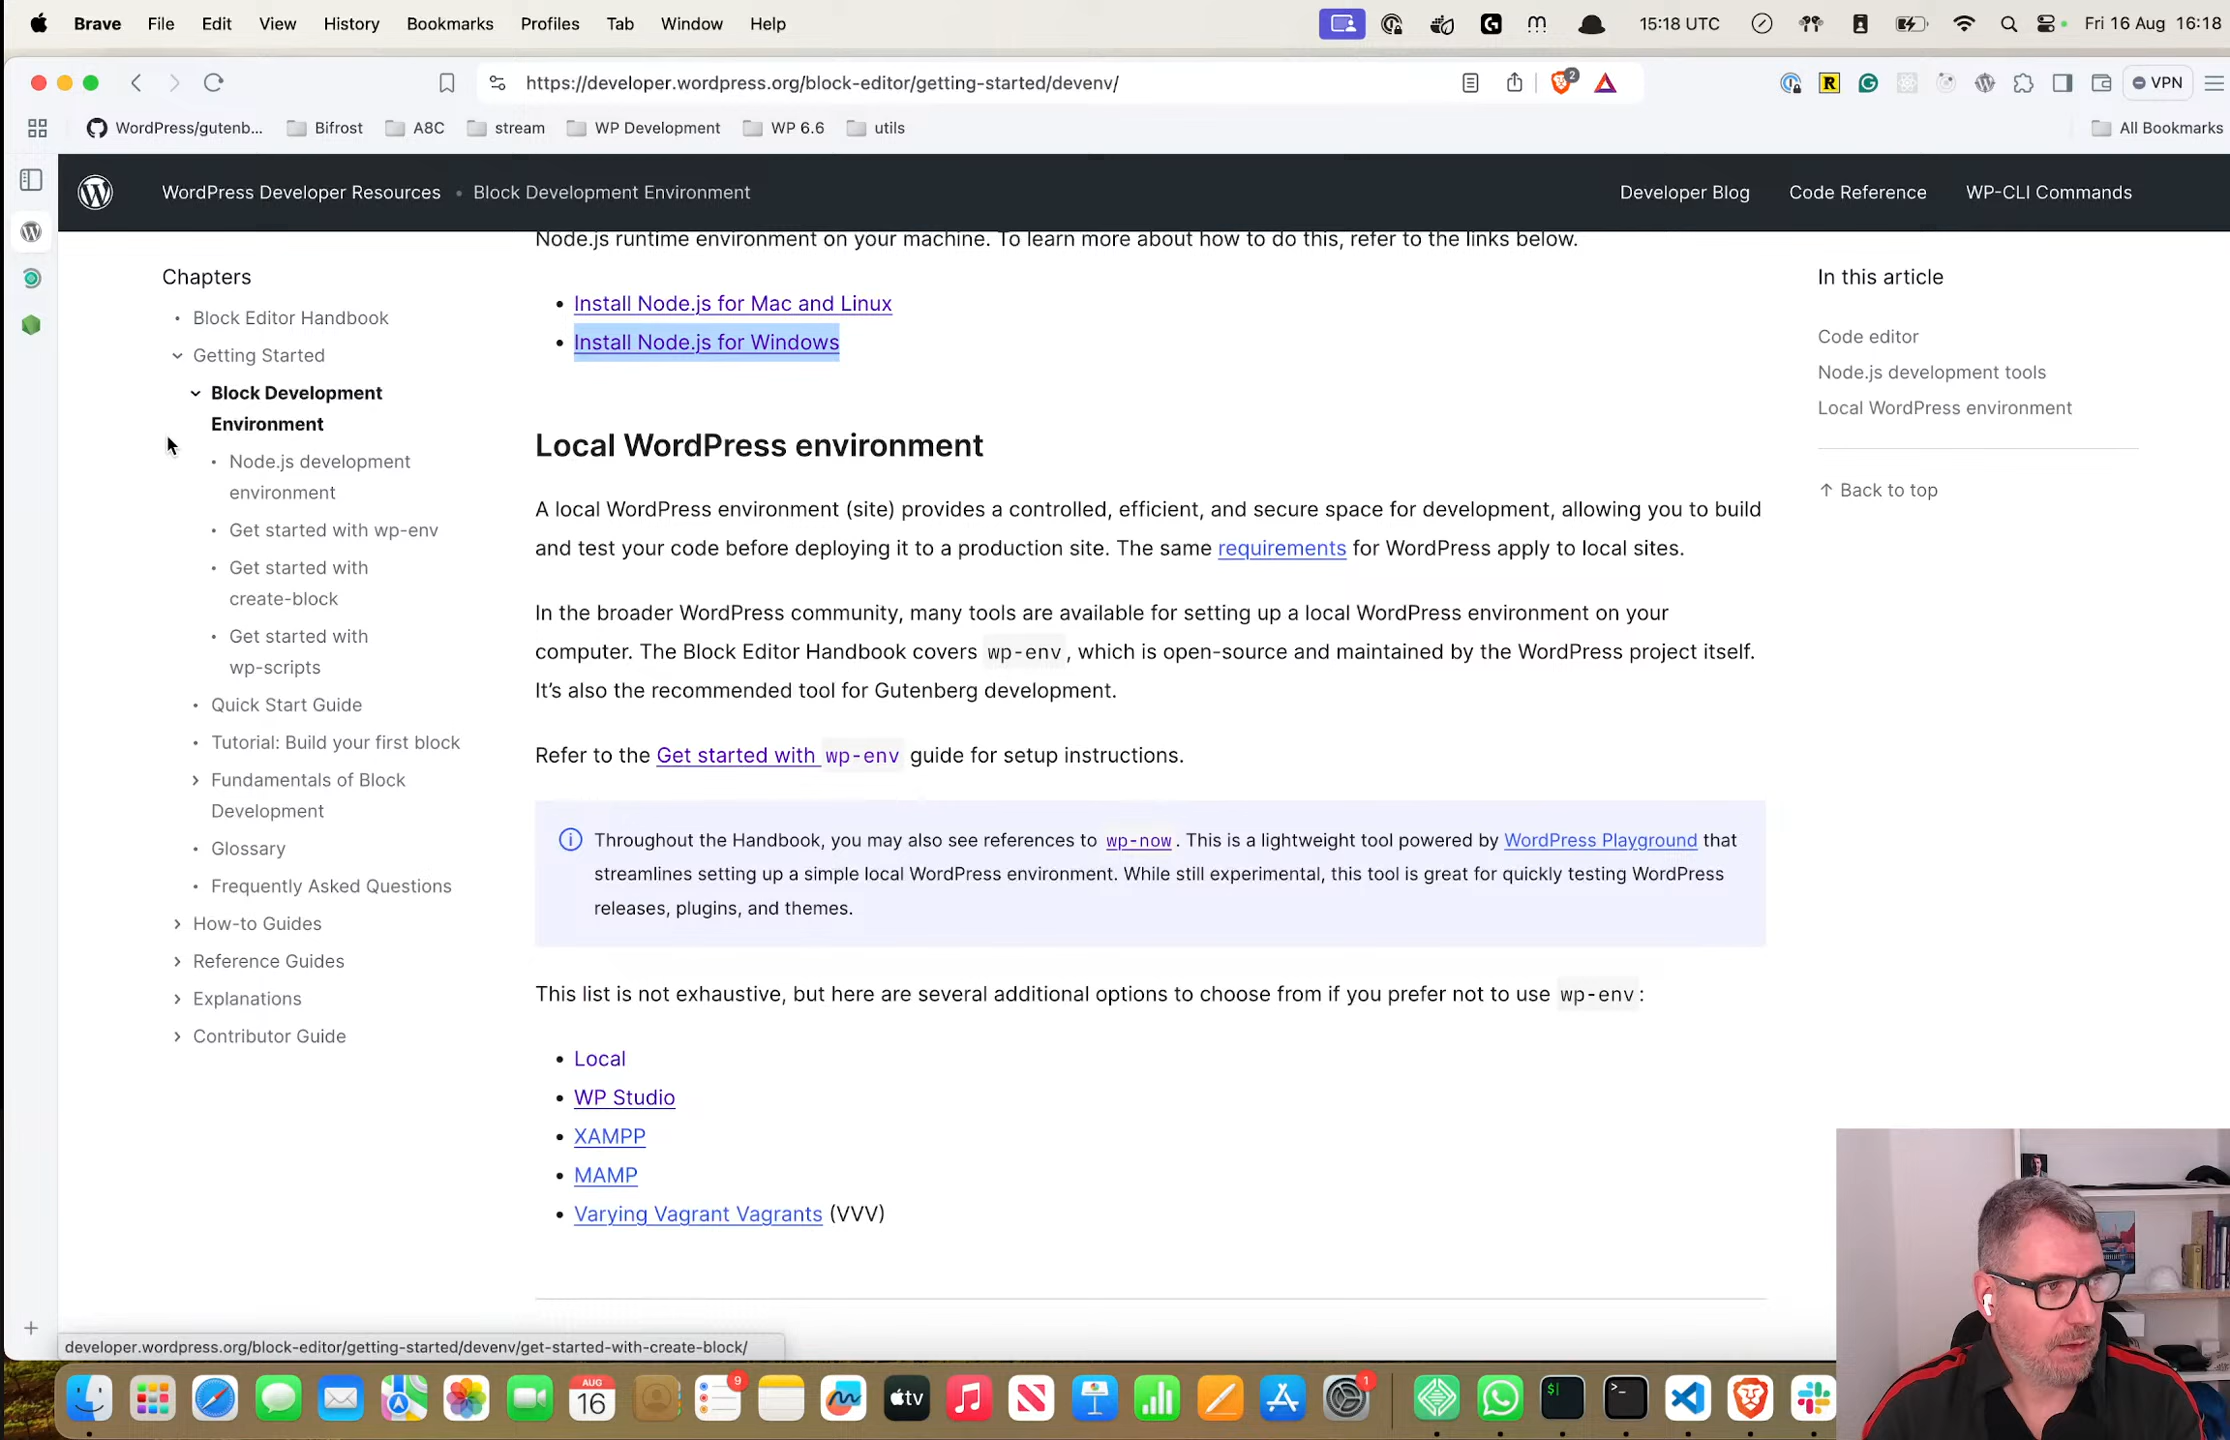 Brave File Edit View History Bookmarks Profiles Tab Window Help 15:18 UTC Fri 16 Aug 16:18
https://developer.wordpress.org/block-editor/getting-started/devenv/ 2 R VPN
WordPress/gutenb... Bifrost A8C stream WP Development WP 6.6 utils All Bookmarks
WordPress Developer Resources • Block Development Environment Developer Blog Code Reference WP-CLI Commands
Chapters
• Block Editor Handbook
Getting Started
Block Development
Environment
• Node.js development
environment
• Get started with wp-env
• Get started with
create-block
• Get started with
wp-scripts
• Quick Start Guide
• Tutorial: Build your first block
Fundamentals of Block
Development
• Glossary
• Frequently Asked Questions
How-to Guides
Reference Guides
Explanations
Contributor Guide
Node.js runtime environment on your machine. To learn more about how to do this, refer to the links below.
• Install Node.js for Mac and Linux
• Install Node.js for Windows
Local WordPress environment
A local WordPress environment (site) provides a controlled, efficient, and secure space for development, allowing you to build
and test your code before deploying it to a production site. The same requirements for WordPress apply to local sites.
In the broader WordPress community, many tools are available for setting up a local WordPress environment on your
computer. The Block Editor Handbook covers wp-env, which is open-source and maintained by the WordPress project itself.
It’s also the recommended tool for Gutenberg development.
Refer to the Get started with wp-env guide for setup instructions.
Throughout the Handbook, you may also see references to wp-now. This is a lightweight tool powered by WordPress Playground that
streamlines setting up a simple local WordPress environment. While still experimental, this tool is great for quickly testing WordPress
releases, plugins, and themes.
This list is not exhaustive, but here are several additional options to choose from if you prefer not to use wp-env:
• Local
• WP Studio
• XAMPP
• MAMP
• Varying Vagrant Vagrants (VVV)
In this article
Code editor
Node.js development tools
Local WordPress environment
↑ Back to top
developer.wordpress.org/block-editor/getting-started/devenv/get-started-with-create-block/
AUG
16
9
tv
1